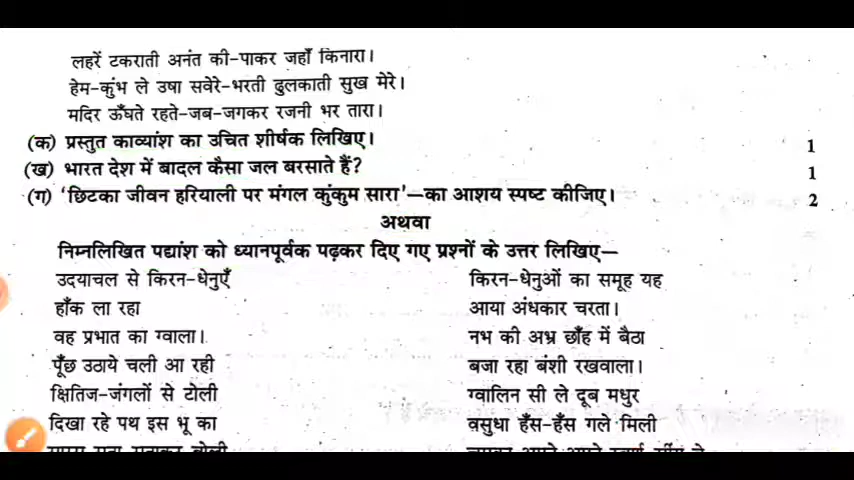 लहरें टकराती अनंत की-पाकर जहाँ किनारा।
हेम-कुंभ ले उषा सवेरे-भरती ढुलकाती सुख मेरे।
मदिर ऊँघते रहते-जब-जगकर रजनी भर तारा।
(क) प्रस्तुत काव्यांश का उचित शीर्षक लिखिए। 1
(ख) भारत देश में बादल कैसा जल बरसाते हैं? 1
(ग) 'छिटका जीवन हरियाली पर मंगल कुंकुम सारा'—का आशय स्पष्ट कीजिए। 2
अथवा
निम्नलिखित पद्यांश को ध्यानपूर्वक पढ़कर दिए गए प्रश्नों के उत्तर लिखिए—
उदयाचल से किरन-धेनुएँ
हाँक ला रहा
वह प्रभात का ग्वाला।
पूँछ उठाये चली आ रही
क्षितिज-जंगलों से टोली
दिखा रहे पथ इस भू का
किरन-धेनुओं का समूह यह
आया अंधकार चरता।
नभ की अभ्र छाँह में बैठा
बजा रहा बंशी रखवाला।
ग्वालिन सी ले दूब मधुर
वसुधा हँस-हँस गले मिली